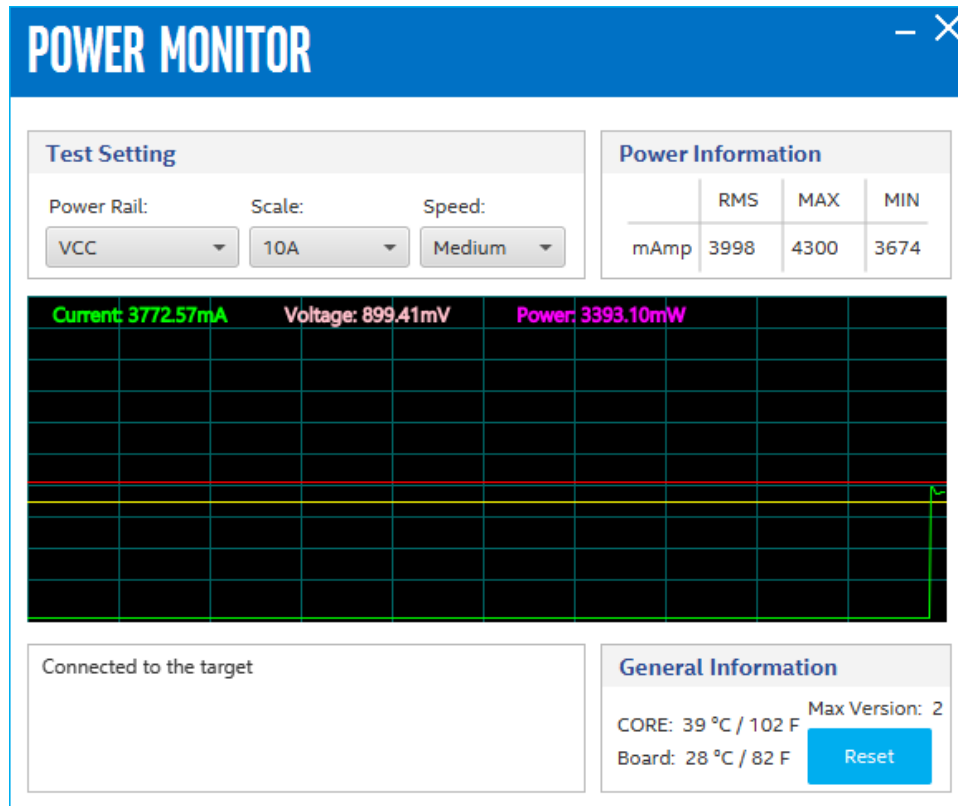 POWER MONITOR
Test Setting
Power Rail: Scale: Speed:
VCC 10A Medium
Power Information
RMS MAX MIN
mAmp 3998 4300 3674
Current: 3772.57mA Voltage: 899.41mV Power: 3393.10mW
Connected to the target
General Information
Max Version: 2
CORE: 39 ºC / 102 F
Board: 28 ºC / 82 F
Reset